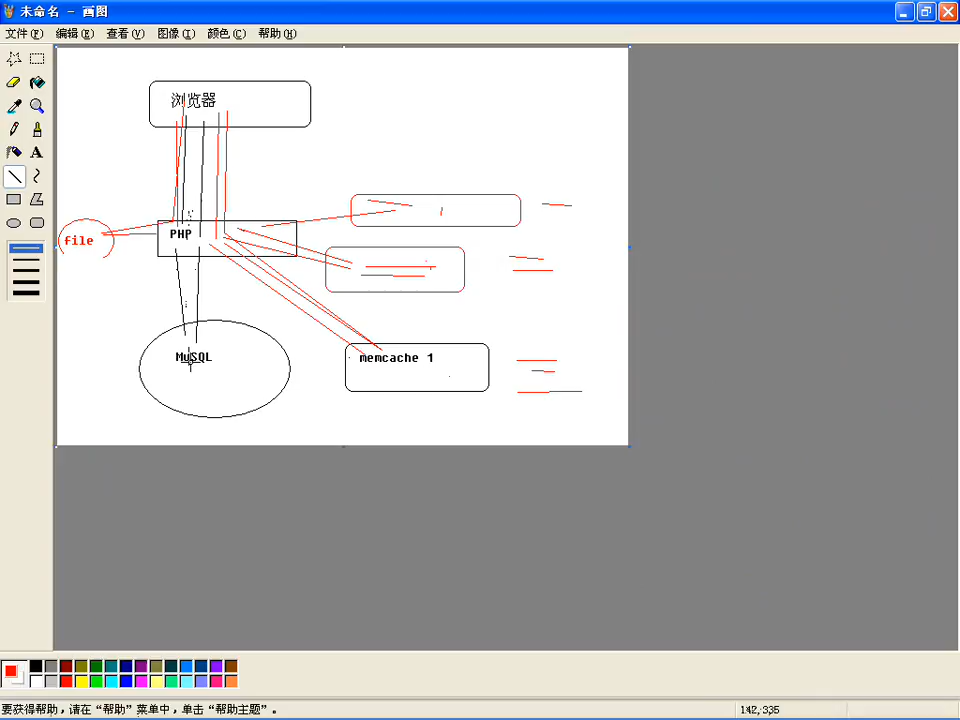 未命名 - 画图
文件(F) 编辑(E) 查看(V) 图像(I) 颜色(C) 帮助(H)
浏览器
PHP
file
MySQL
memcache 1
要获得帮助,请在“帮助”菜单中,单击“帮助主题”。
142,335